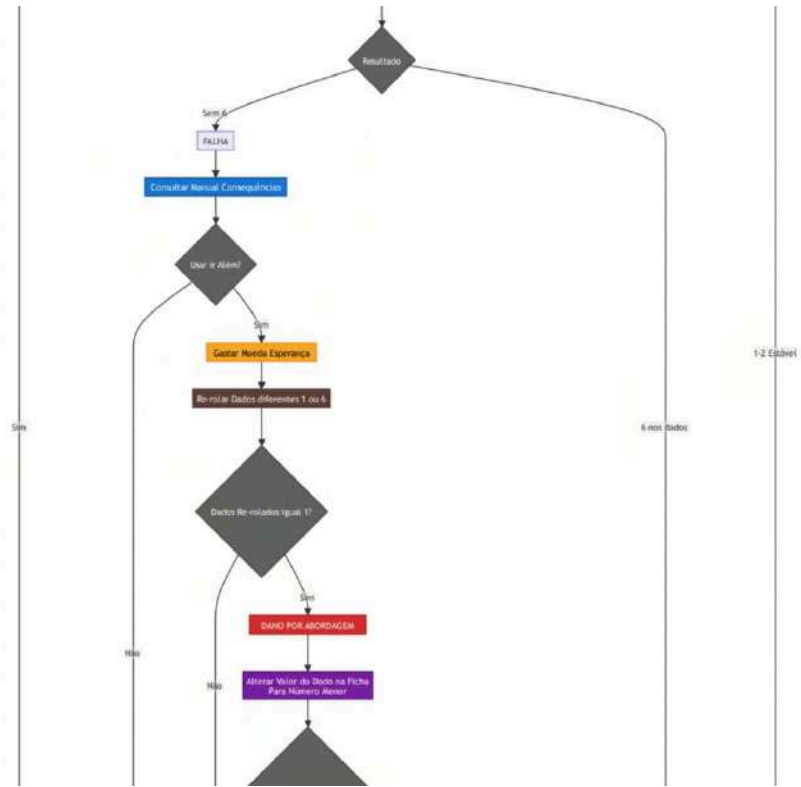 Resultado
Sem 6
FALHA
Consultar Manual Consequências
Usar Ir Além?
Sim
Gastar Moeda Esperança
1-2 Estável
Re-rolar Dados diferentes 1 ou 6
Sim
6 nos dados
Dados Re-rolados Igual 1?
Sim
DANO POR ABORDAGEM
Não
Não
Alterar Valor do Dado na Ficha
Para Número Menor